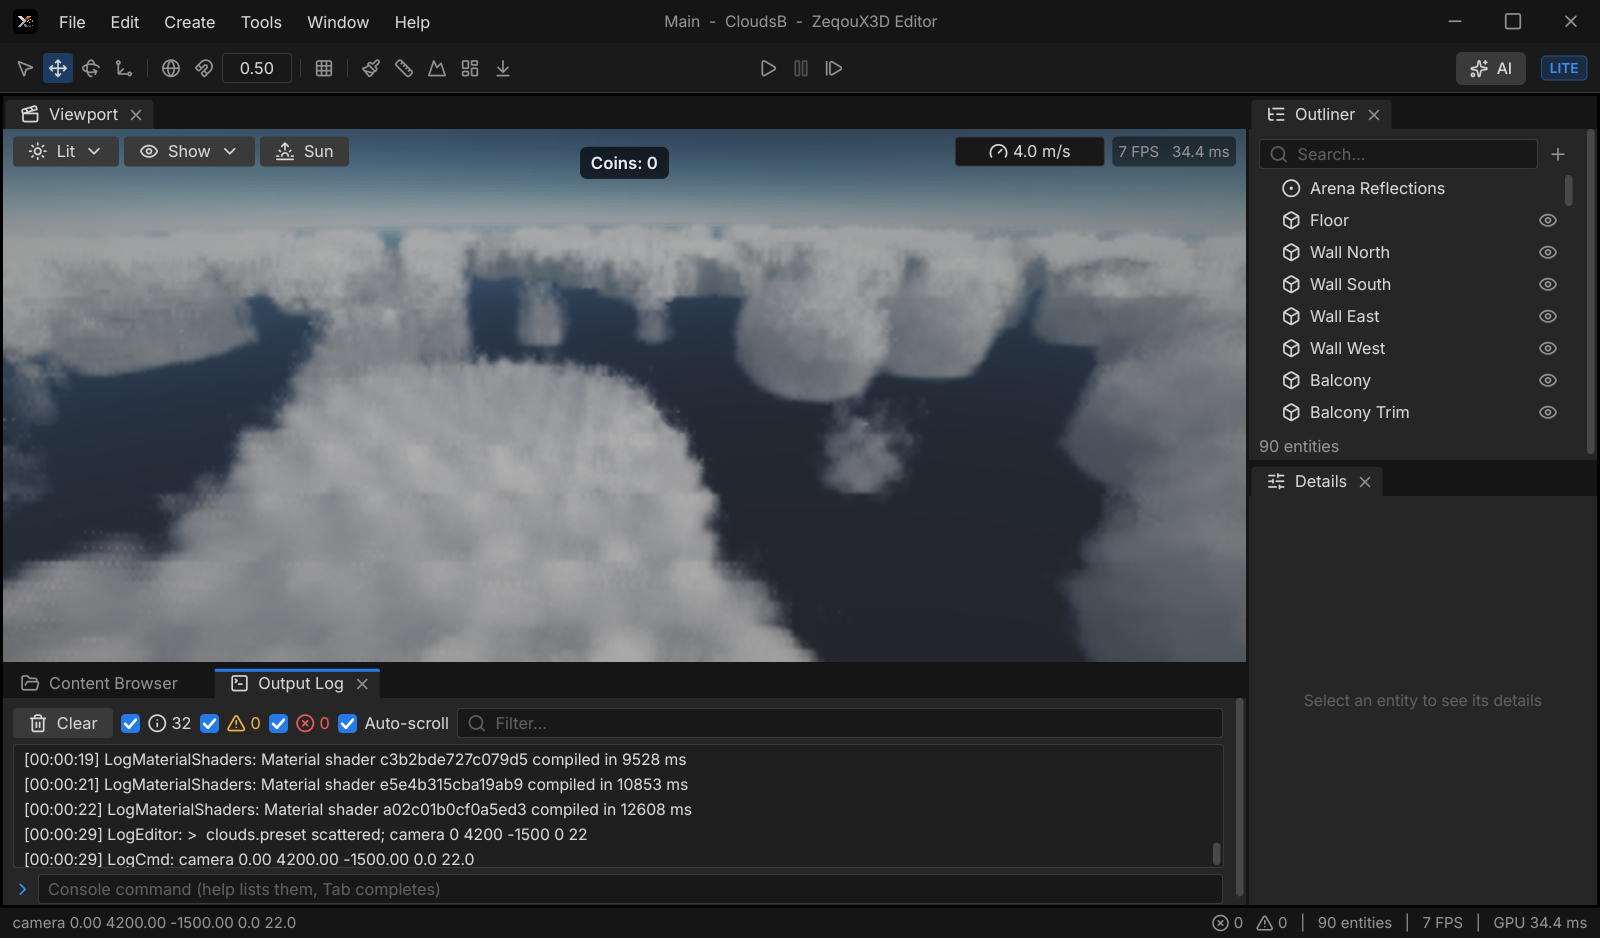 File Edit Create Tools Window Help
Main - CloudsB - ZeqouX3D Editor
0.50
AI
LITE
Viewport
Lit
Show
Sun
Coins: 0
4.0 m/s
7 FPS 34.4 ms
Outliner
Search...
Arena Reflections
Floor
Wall North
Wall South
Wall East
Wall West
Balcony
Balcony Trim
90 entities
Details
Select an entity to see its details
Content Browser
Output Log
Clear
32
0
0
Auto-scroll
Filter...
[00:00:19] LogMaterialShaders: Material shader c3b2bde727c079d5 compiled in 9528 ms
[00:00:21] LogMaterialShaders: Material shader e5e4b315cba19ab9 compiled in 10853 ms
[00:00:22] LogMaterialShaders: Material shader a02c01b0cf0a5ed3 compiled in 12608 ms
[00:00:29] LogEditor: > clouds.preset scattered; camera 0 4200 -1500 0 22
[00:00:29] LogCmd: camera 0.00 4200.00 -1500.00 0.0 22.0
Console command (help lists them, Tab completes)
camera 0.00 4200.00 -1500.00 0.0 22.0
0
0
90 entities
7 FPS
GPU 34.4 ms